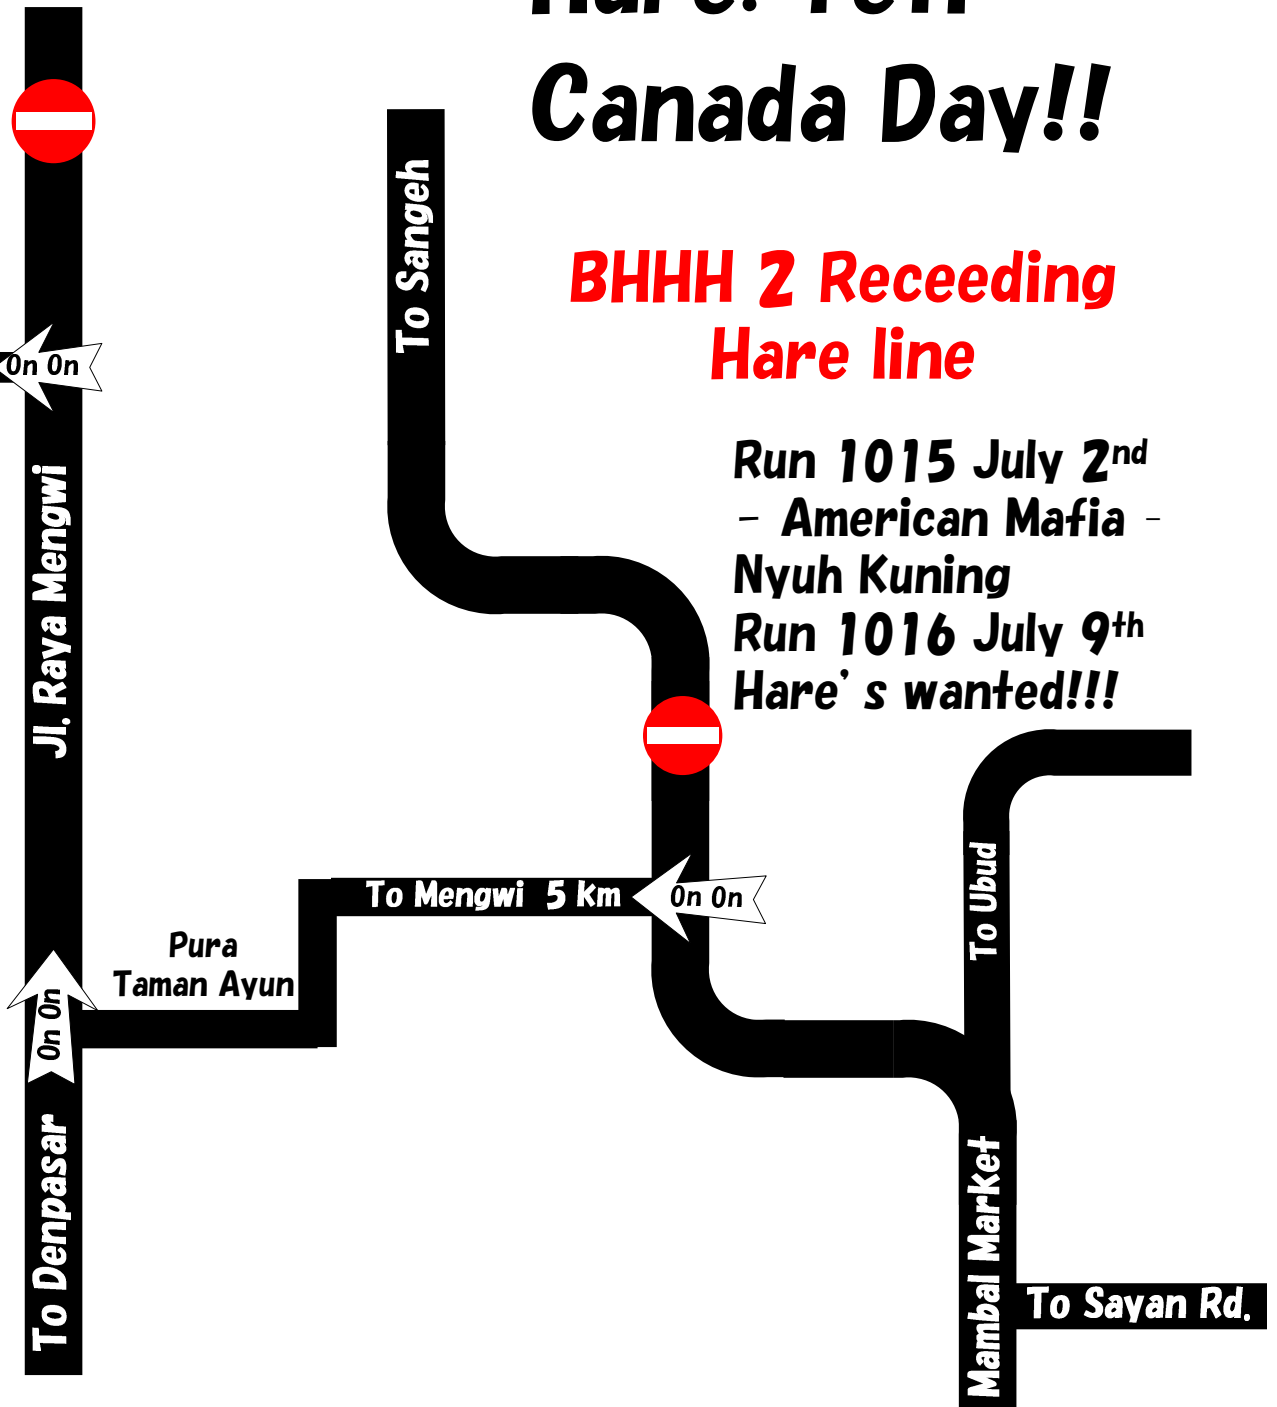 Canada Day!!
To Sangeh
BHHH 2 Receeding
Hare line
On On
Run 1015 July 2nd
- American Mafia -
Nyuh Kuning
Run 1016 July 9th
Hare's wanted!!!
Jl. Raya Mengwi
To Ubud
To Mengwi 5 km
On On
Pura
Taman Ayun
On On
To Denpasar
Mambal Market
To Sayan Rd.